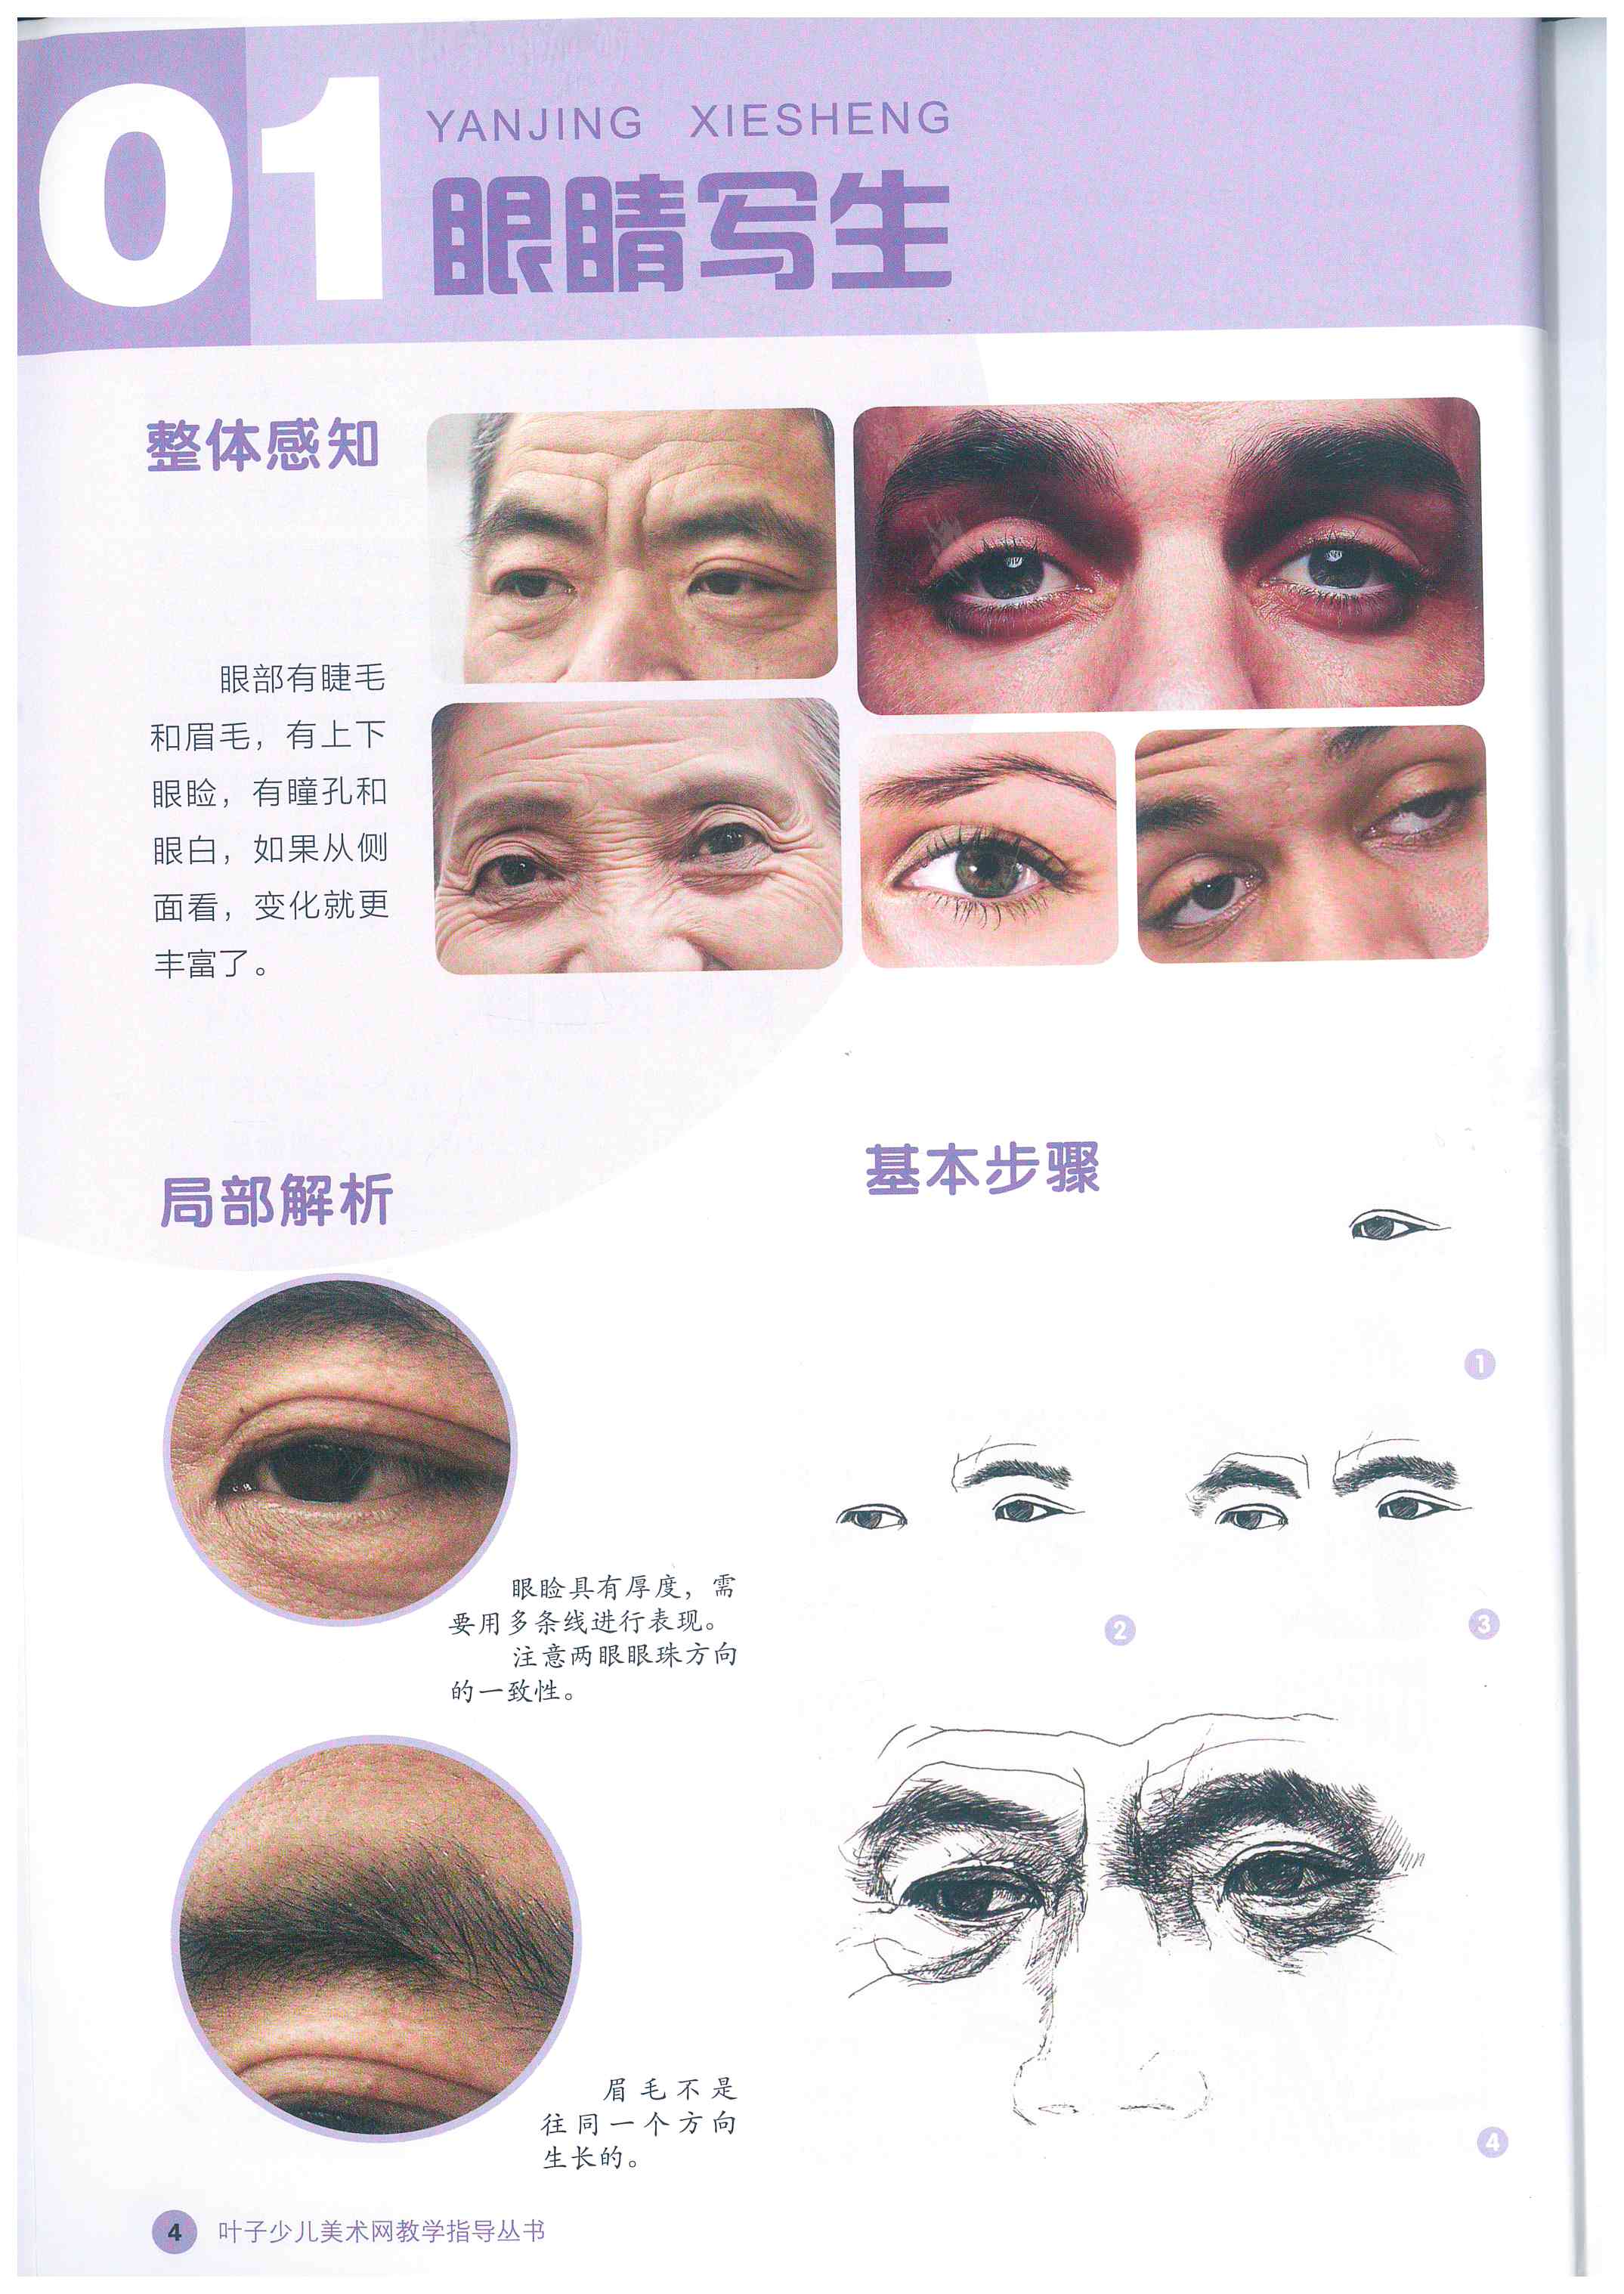 01
YANJING XIESHENG
眼睛写生
整体感知
眼部有睫毛
和眉毛，有上下
眼睑，有瞳孔和
眼白，如果从侧
面看，变化就更
丰富了。
局部解析
眼睑具有厚度，需
要用多条线进行表现。
注意两眼眼珠方向
的一致性。
眉毛不是
往同一个方向
生长的。
基本步骤
1
2
3
4
4 叶子少儿美术网教学指导丛书